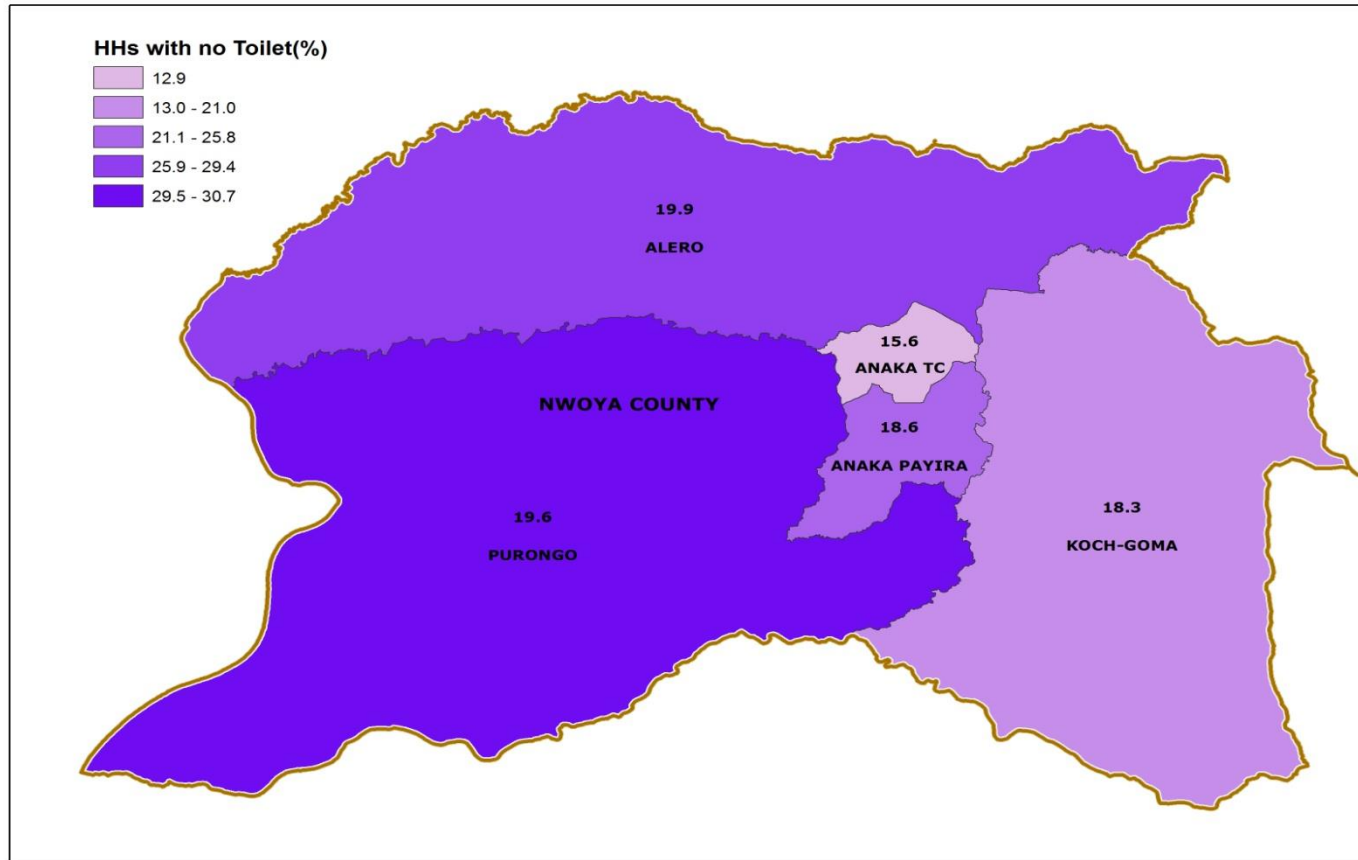 HHs with no Toilet(%)
12.9
13.0 - 21.0
21.1 - 25.8
25.9 - 29.4
29.5 - 30.7
19.9
ALERO
15.6
ANAKA TC
NWOYA COUNTY
18.6
ANAKA PAYIRA
19.6
PURONGO
18.3
KOCH-GOMA